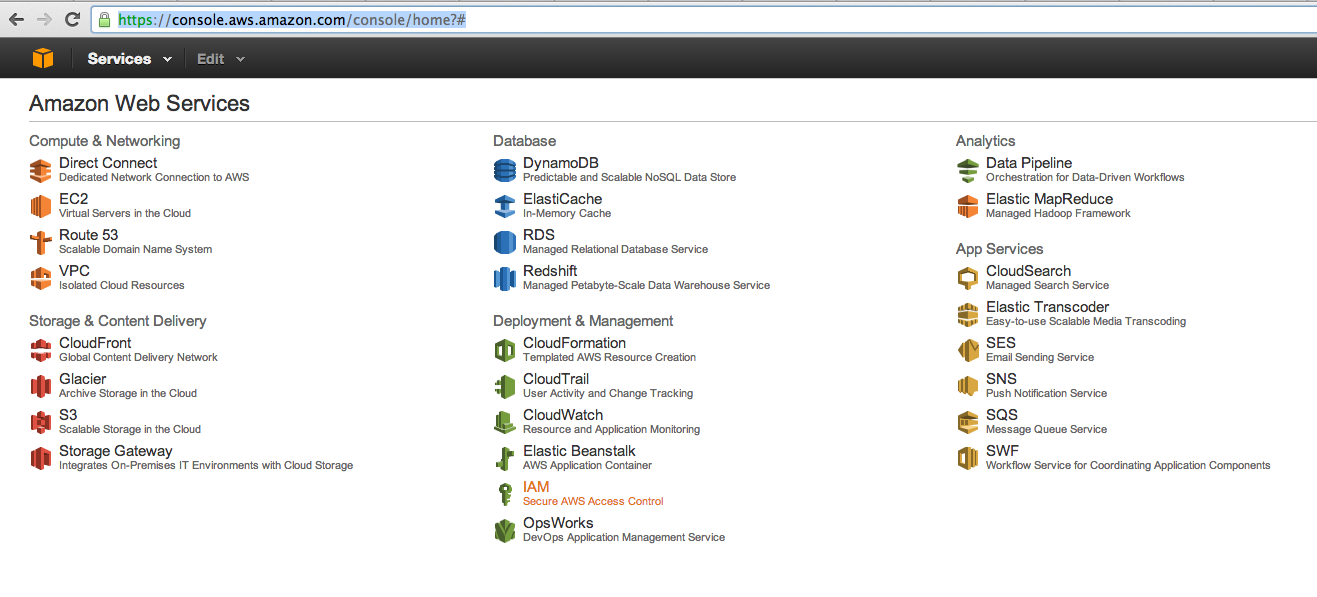 https://console.aws.amazon.com/console/home?#
Services Edit
Amazon Web Services
Compute & Networking
Direct Connect
Dedicated Network Connection to AWS
EC2
Virtual Servers in the Cloud
Route 53
Scalable Domain Name System
VPC
Isolated Cloud Resources
Storage & Content Delivery
CloudFront
Global Content Delivery Network
Glacier
Archive Storage in the Cloud
S3
Scalable Storage in the Cloud
Storage Gateway
Integrates On-Premises IT Environments with Cloud Storage
Database
DynamoDB
Predictable and Scalable NoSQL Data Store
ElastiCache
In-Memory Cache
RDS
Managed Relational Database Service
Redshift
Managed Petabyte-Scale Data Warehouse Service
Deployment & Management
CloudFormation
Templated AWS Resource Creation
CloudTrail
User Activity and Change Tracking
CloudWatch
Resource and Application Monitoring
Elastic Beanstalk
AWS Application Container
IAM
Secure AWS Access Control
OpsWorks
DevOps Application Management Service
Analytics
Data Pipeline
Orchestration for Data-Driven Workflows
Elastic MapReduce
Managed Hadoop Framework
App Services
CloudSearch
Managed Search Service
Elastic Transcoder
Easy-to-use Scalable Media Transcoding
SES
Email Sending Service
SNS
Push Notification Service
SQS
Message Queue Service
SWF
Workflow Service for Coordinating Application Components